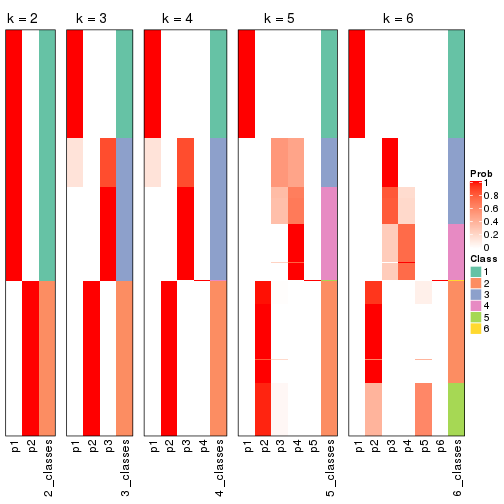 k = 2
k = 3
k = 4
k = 5
k = 6
Prob
1
0.8
0.6
0.4
0.2
0
Class
1
2
3
4
5
6
p1
p2
2_classes
p1
p2
p3
3_classes
p1
p2
p3
p4
4_classes
p1
p2
p3
p4
p5
5_classes
p1
p2
p3
p4
p5
p6
6_classes